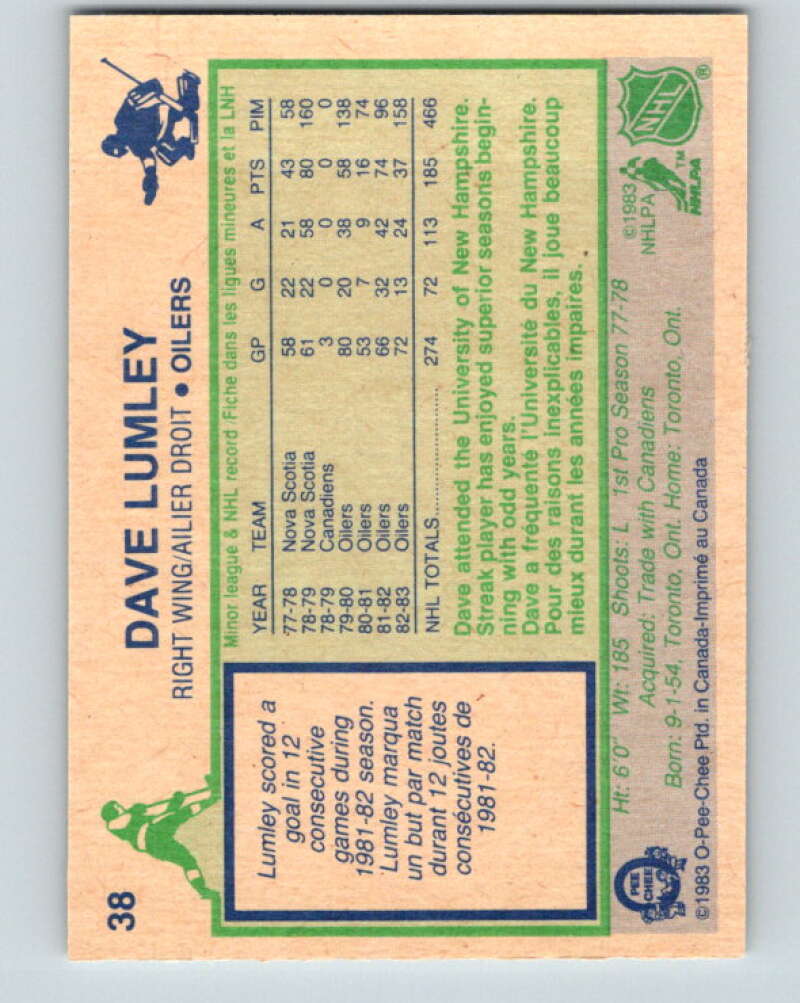 38
DAVE LUMLEY
RIGHT WING/AILIER DROIT • OILERS
Lumley scored a
goal in 12
consecutive
games during
1981-82 season.
Lumley marqua
un but par match
durant 12 joutes
consécutives de
1981-82.
Minor league & NHL record/Fiche dans les ligues mineures et la LNH
YEAR TEAM GP G A PTS PIM
77-78 Nova Scotia 58 22 21 43 58
78-79 Nova Scotia 61 22 58 80 160
78-79 Canadiens 3 0 0 0 0
79-80 Oilers 80 20 38 58 138
80-81 Oilers 53 7 9 16 74
81-82 Oilers 66 32 42 74 96
82-83 Oilers 72 13 24 37 158
NHL TOTALS 274 72 113 185 466
Dave attended the University of New Hampshire.
Streak player has enjoyed superior seasons begin-
ning with odd years.
Dave a fréquenté l'Université du New Hampshire.
Pour des raisons inexplicables, il joue beaucoup
mieux durant les années impaires.
Ht: 6'0" Wt: 185 Shoots: L 1st Pro Season 77-78
Acquired: Trade with Canadiens
Born: 9-1-54, Toronto, Ont. Home: Toronto, Ont.
©1983
NHLPA
NHLPA
TM
NHL
®
O
PEE
CHEE
©1983 O-Pee-Chee Ptd. in Canada-Imprimé au Canada